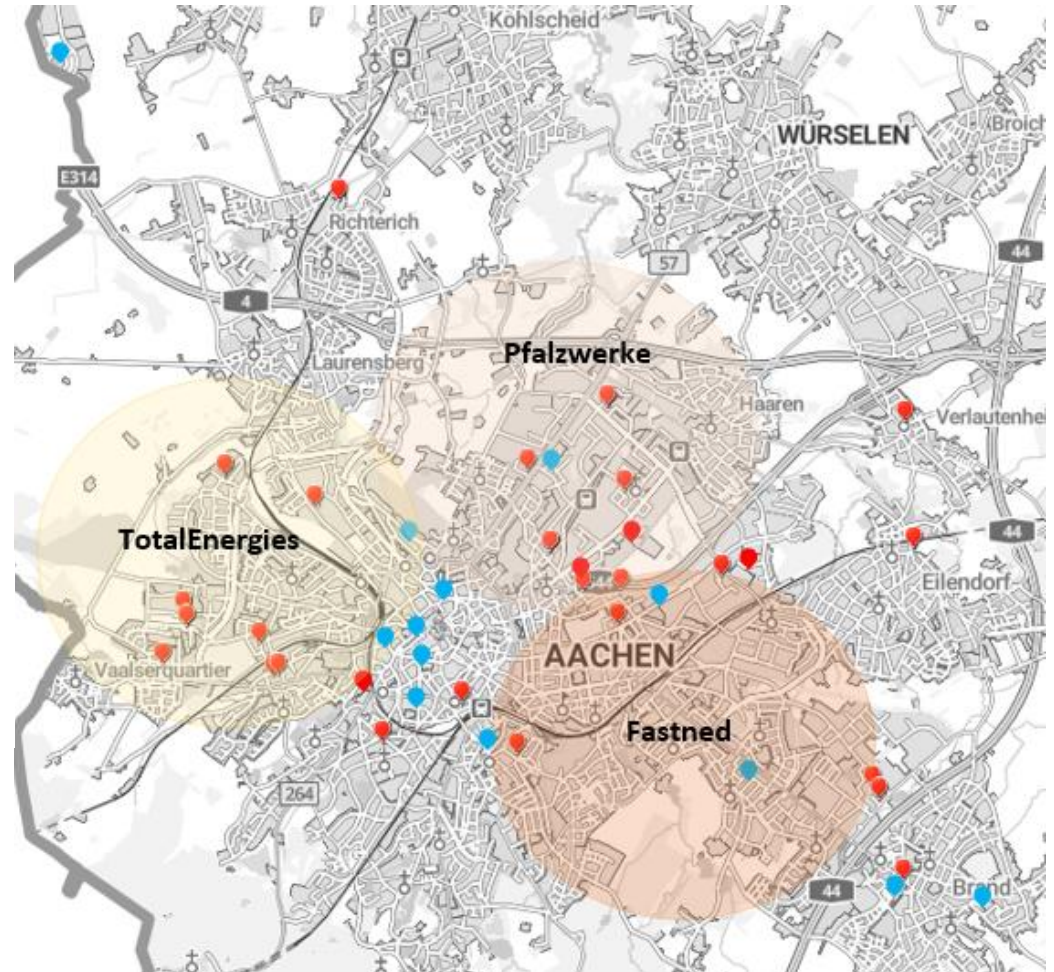 Kohlscheid
WÜRSELEN
Broich
E314
Richterich
57
44
4
Pfalzwerke
Laurensberg
Haaren
Verlautenhei
TotalEnergies
44
Eilendorf
AACHEN
Vaalserquartier
Fastned
264
44
Brand